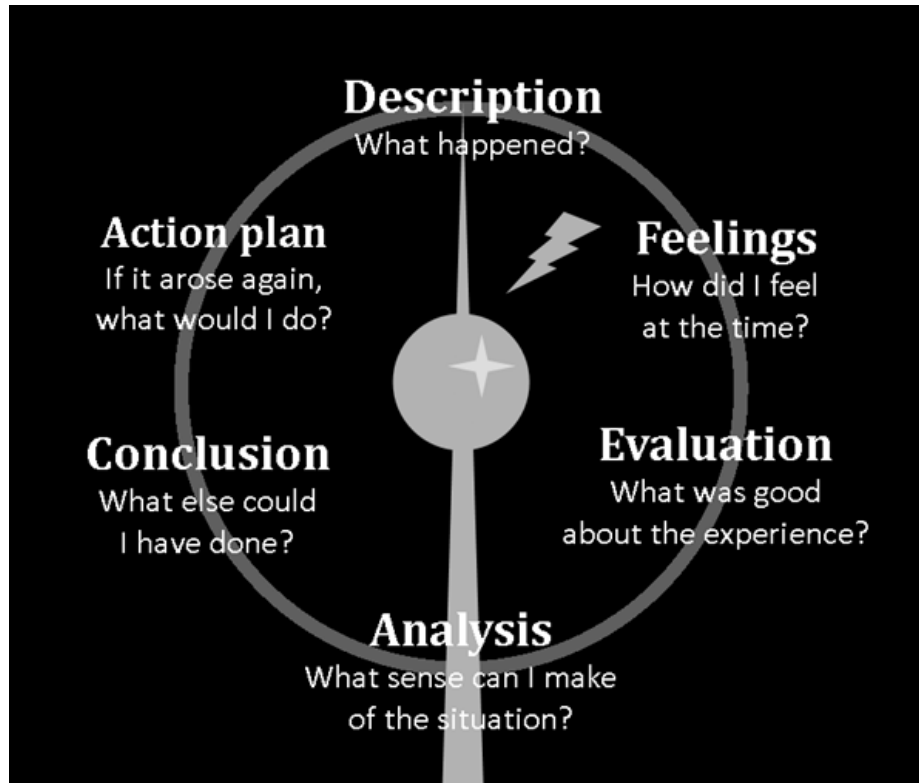 Description
What happened?
Feelings
How did I feel
at the time?
Evaluation
What was good
about the experience?
Analysis
What sense can I make
of the situation?
Conclusion
What else could
I have done?
Action plan
If it arose again,
what would I do?